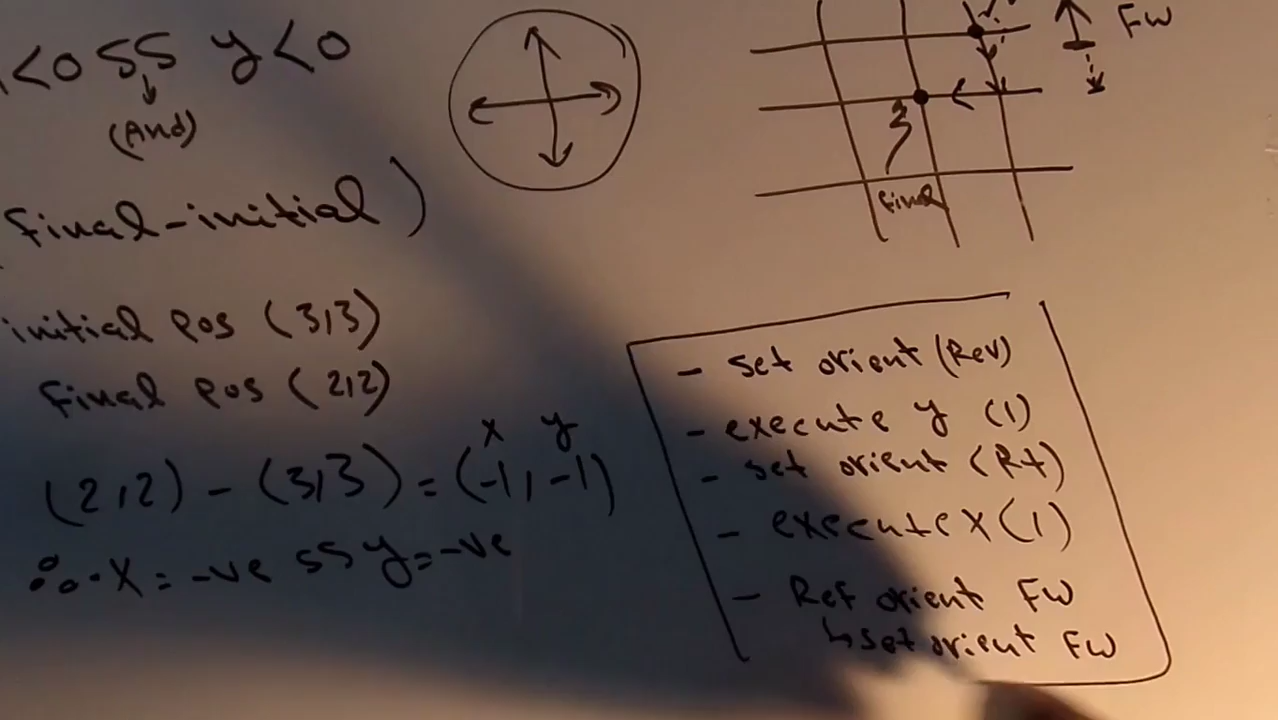 <0 SS y<0
(And)
final-initial)
initial pos (3,3)
final pos (2,2)
x y
(2,2) - (3,3) = (-1, -1)
∴ x = -ve SS y = -ve
FW
final
- set orient (Rev)
- execute y (1)
- set orient (Rt)
- execute x (1)
- Ref orient FW
↳ set orient FW